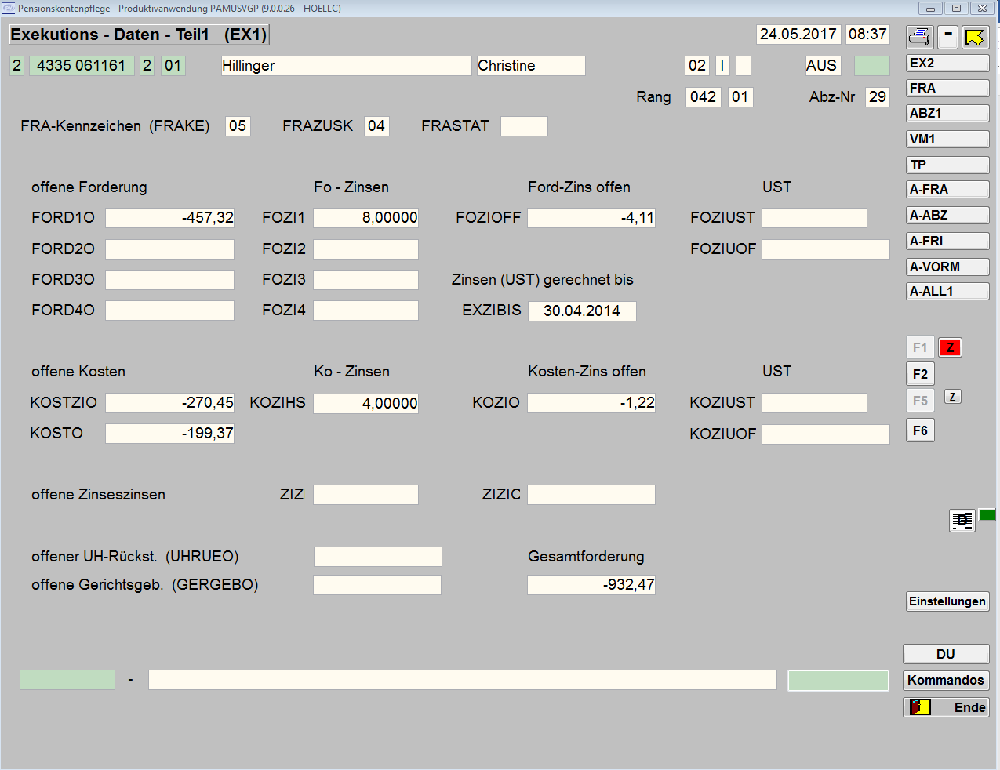 Pensionskontenpflege - Produktivanwendung PAMUSVGP (9.0.0.26 - HOELLC)
Exekutions - Daten - Teil1 (EX1)
24.05.2017 08:37
2 4335 061161 2 01 Hillinger Christine 02 I AUS
Rang 042 01 Abz-Nr 29
FRA-Kennzeichen (FRAKE) 05 FRAZUSK 04 FRASTAT
offene Forderung Fo - Zinsen Ford-Zins offen UST
FORD1O -457,32 FOZI1 8,00000 FOZIOFF -4,11 FOZIUST
FORD2O FOZI2 FOZIUOF
FORD3O FOZI3 Zinsen (UST) gerechnet bis
FORD4O FOZI4 EXZIBIS 30.04.2014
offene Kosten Ko - Zinsen Kosten-Zins offen UST
KOSTZIO -270,45 KOZIHS 4,00000 KOZIO -1,22 KOZIUST
KOSTO -199,37 KOZIUOF
offene Zinseszinsen ZIZ ZIZIO
offener UH-Rückst. (UHRUEO) Gesamtforderung
offene Gerichtsgeb. (GERGEBO) -932,47
-
-
EX2
FRA
ABZ1
VM1
TP
A-FRA
A-ABZ
A-FRI
A-VORM
A-ALL1
F1 Z
F2
F5 Z
F6
D
Einstellungen
DÜ
Kommandos
Ende